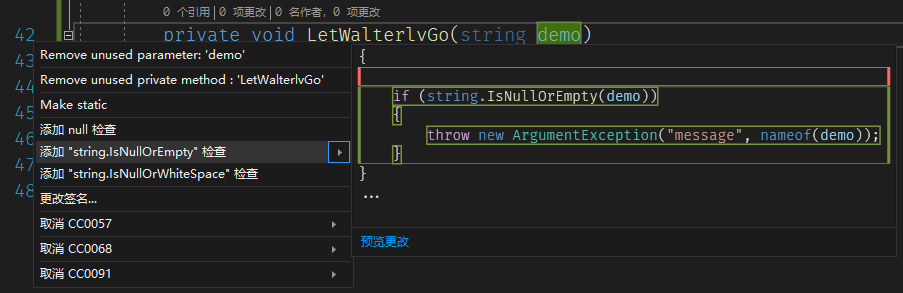 0 个引用 | 0 项更改 | 0 名作者，0 项更改
42 private void LetWalterlvGo(string demo)
43
44
45
46
47
48
Remove unused parameter: 'demo'
Remove unused private method : 'LetWalterlvGo'
Make static
添加 null 检查
添加 "string.IsNullOrEmpty" 检查
添加 "string.IsNullOrWhiteSpace" 检查
更改签名...
取消 CC0057
取消 CC0068
取消 CC0091
{
if (string.IsNullOrEmpty(demo))
{
throw new ArgumentException("message", nameof(demo));
}
}
...
预览更改